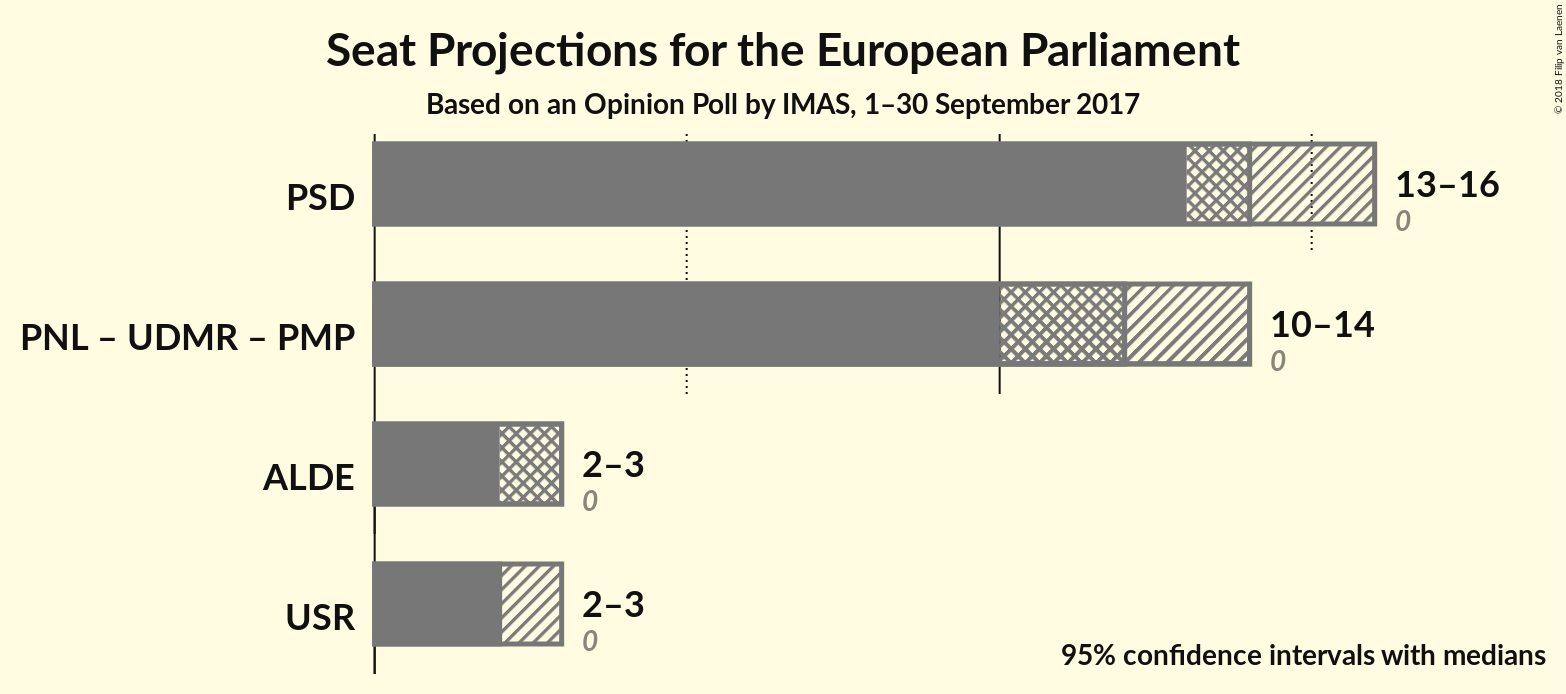 Seat Projections for the European Parliament
Based on an Opinion Poll by IMAS, 1–30 September 2017
© 2018 Filip van Laenen
PSD
13–16
0
PNL – UDMR – PMP
10–14
0
ALDE
2–3
0
USR
2–3
0
95% confidence intervals with medians